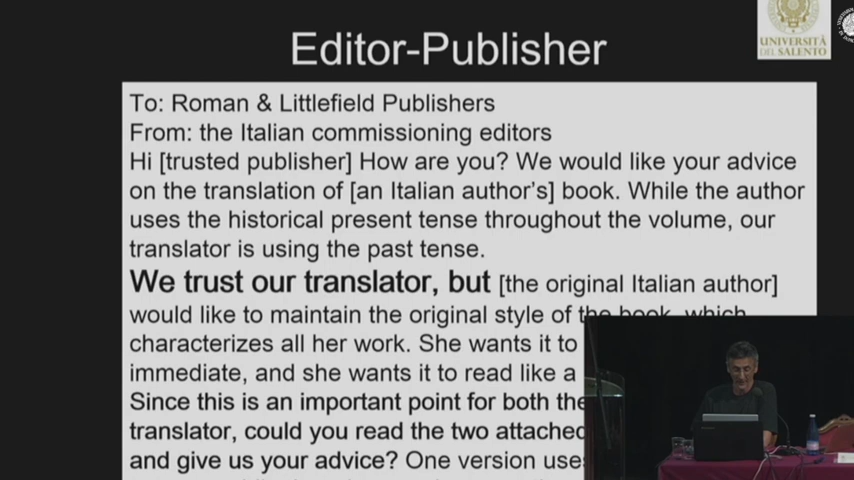 UNIVERSITÀ
DEL SALENTO
Editor-Publisher
To: Roman & Littlefield Publishers
From: the Italian commissioning editors
Hi [trusted publisher] How are you? We would like your advice
on the translation of [an Italian author's] book. While the author
uses the historical present tense throughout the volume, our
translator is using the past tense.
We trust our translator, but [the original Italian author]
would like to maintain the original style of the book, which
characterizes all her work. She wants it to
immediate, and she wants it to read like a
Since this is an important point for both the
translator, could you read the two attached
and give us your advice? One version uses